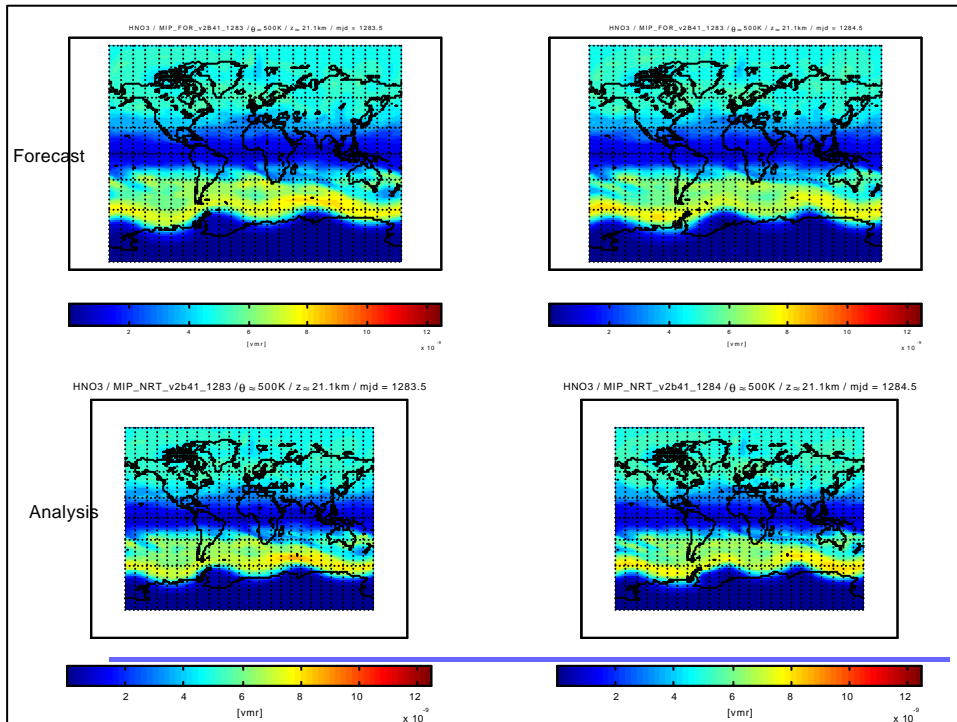 HNO3 / MIP_FOR_v2B41_1283 / θ≈500K / z≈21.1km / mjd = 1283.5
HNO3 / MIP_FOR_v2B41_1283 / θ≈500K / z≈21.1km / mjd = 1284.5
Forecast
2 4 6 8 10 12
[vmr]
x 10⁻⁹
2 4 6 8 10 12
[vmr]
x 10⁻⁹
HNO3 / MIP_NRT_v2b41_1283 / θ≈500K / z≈21.1km / mjd = 1283.5
HNO3 / MIP_NRT_v2b41_1284 / θ≈500K / z≈21.1km / mjd = 1284.5
Analysis
2 4 6 8 10 12
[vmr]
x 10⁻⁹
2 4 6 8 10 12
[vmr]
x 10⁻⁹